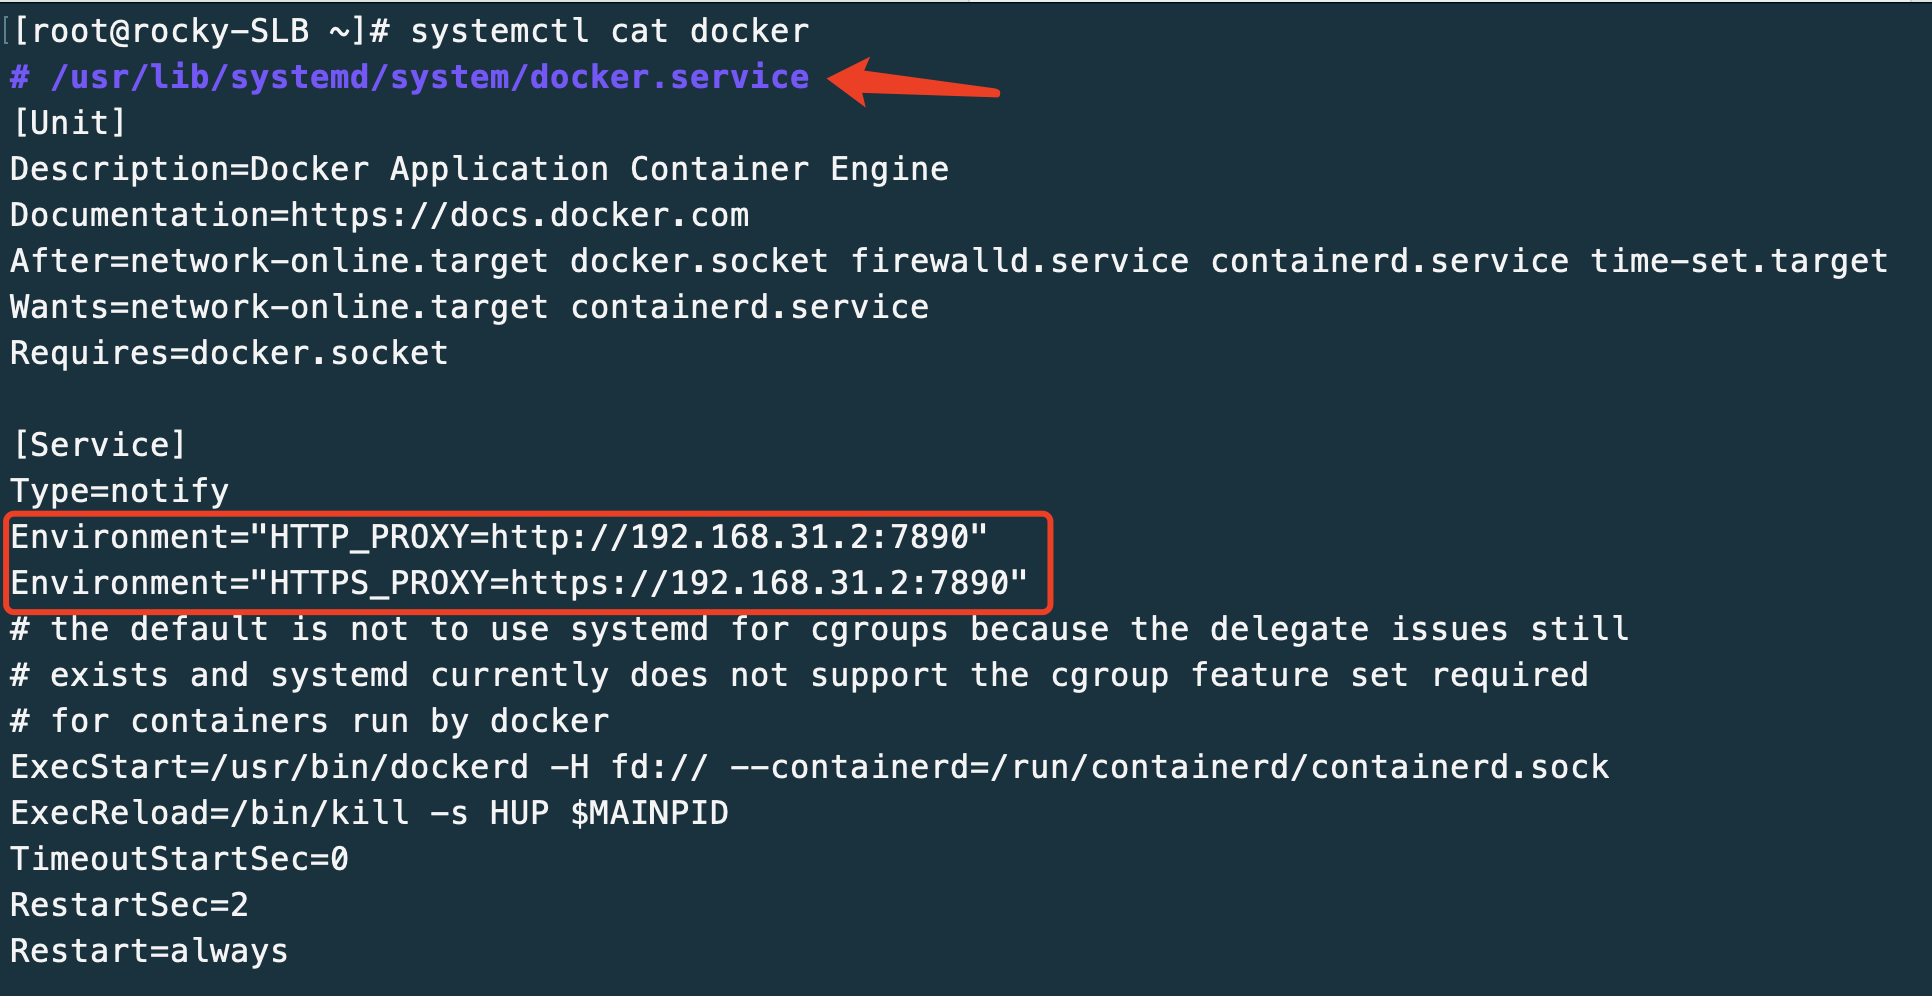 [[root@rocky-SLB ~]# systemctl cat docker
# /usr/lib/systemd/system/docker.service
[Unit]
Description=Docker Application Container Engine
Documentation=https://docs.docker.com
After=network-online.target docker.socket firewalld.service containerd.service time-set.target
Wants=network-online.target containerd.service
Requires=docker.socket
[Service]
Type=notify
Environment="HTTP_PROXY=http://192.168.31.2:7890"
Environment="HTTPS_PROXY=https://192.168.31.2:7890"
# the default is not to use systemd for cgroups because the delegate issues still
# exists and systemd currently does not support the cgroup feature set required
# for containers run by docker
ExecStart=/usr/bin/dockerd -H fd:// --containerd=/run/containerd/containerd.sock
ExecReload=/bin/kill -s HUP $MAINPID
TimeoutStartSec=0
RestartSec=2
Restart=always